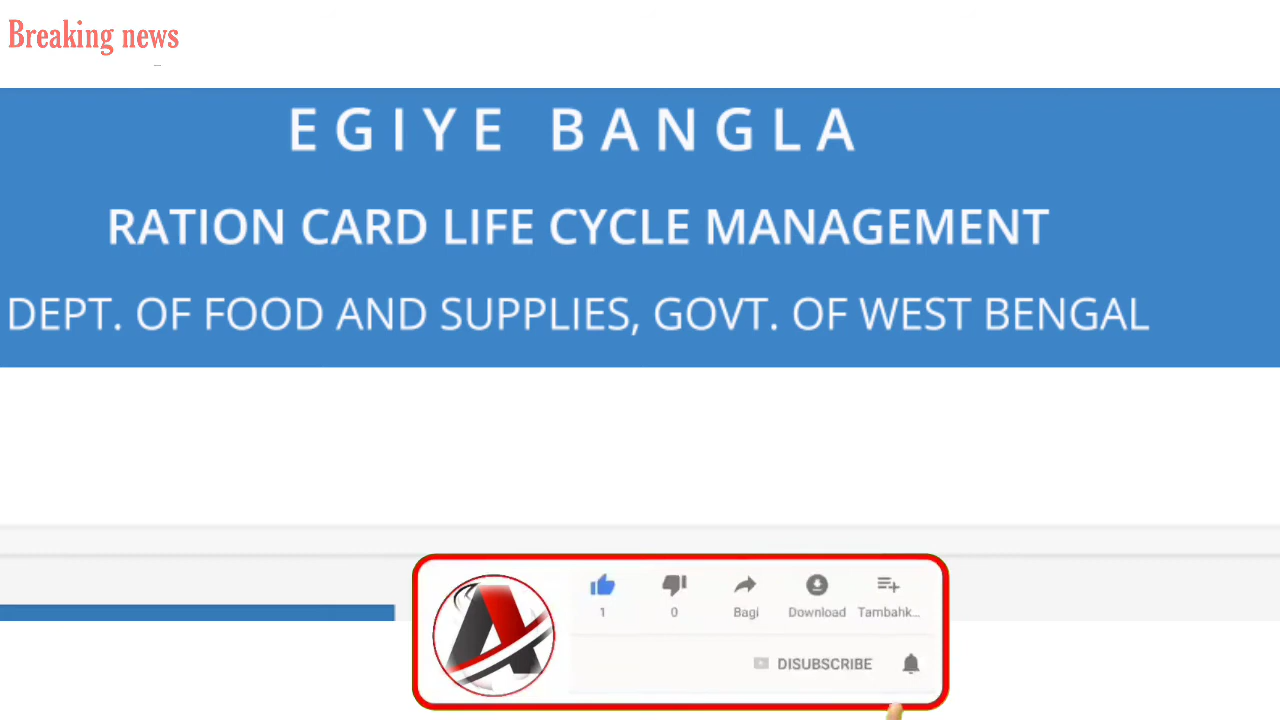 Breaking news
EGIYE BANGLA
RATION CARD LIFE CYCLE MANAGEMENT
DEPT. OF FOOD AND SUPPLIES, GOVT. OF WEST BENGAL
1 0 Bagi Download Tambahk...
DISUBSCRIBE